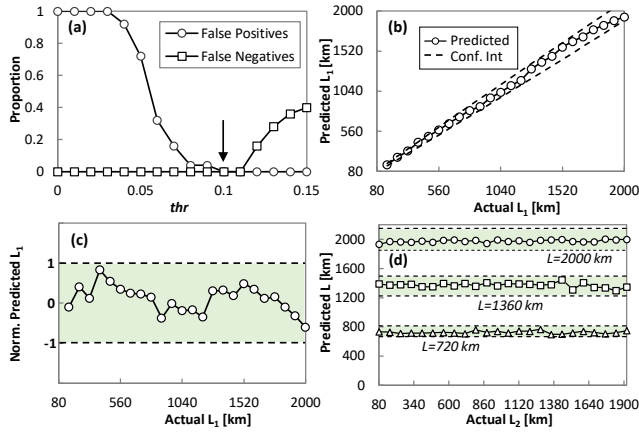 (a)
False Positives
False Negatives
Proportion
1
0.8
0.6
0.4
0.2
0
0 0.05 0.1 0.15
thr
(b)
Predicted
Conf. Int
Predicted L1 [km]
2000
1520
1040
560
80
80 560 1040 1520 2000
Actual L1 [km]
(c)
Norm. Predicted L1
1
0
-1
80 560 1040 1520 2000
Actual L1 [km]
(d)
Predicted L [km]
2000
1600
1200
800
400
0
L=2000 km
L=1360 km
L=720 km
80 340 600 860 1120 1380 1640 1900
Actual L2 [km]